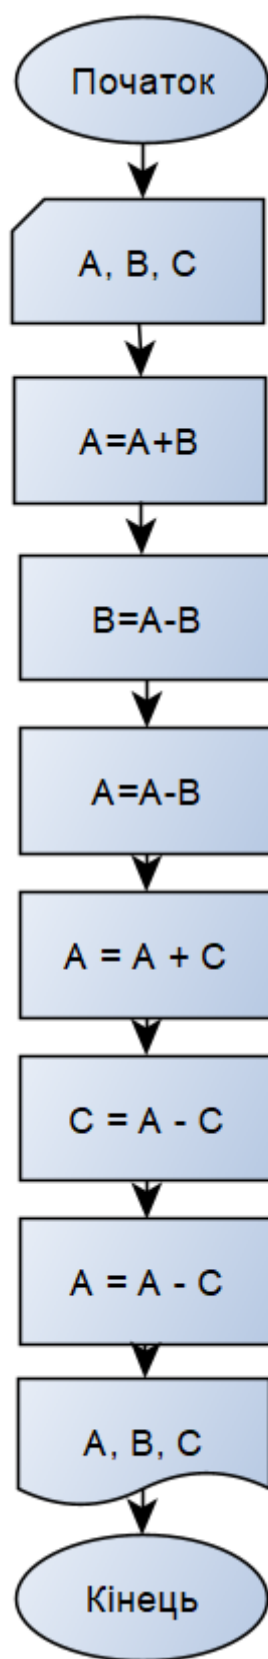 Початок
A, B, C
A=A+B
B=A-B
A=A-B
A = A + C
C = A - C
A = A - C
A, B, C
Кінець